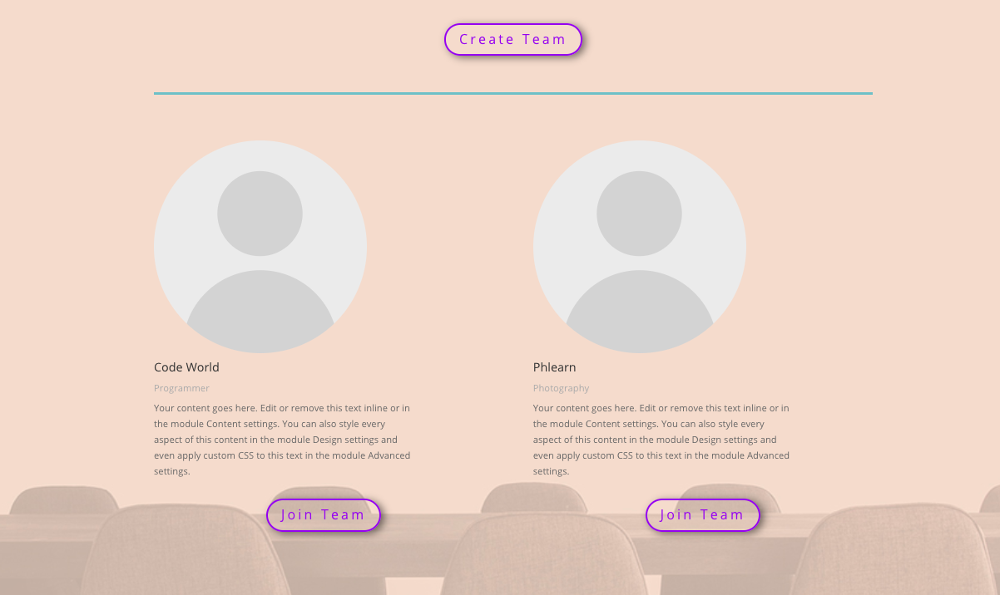 Create Team
Code World
Programmer
Your content goes here. Edit or remove this text inline or in
the module Content settings. You can also style every
aspect of this content in the module Design settings and
even apply custom CSS to this text in the module Advanced
settings.
Join Team
Phlearn
Photography
Your content goes here. Edit or remove this text inline or in
the module Content settings. You can also style every
aspect of this content in the module Design settings and
even apply custom CSS to this text in the module Advanced
settings.
Join Team